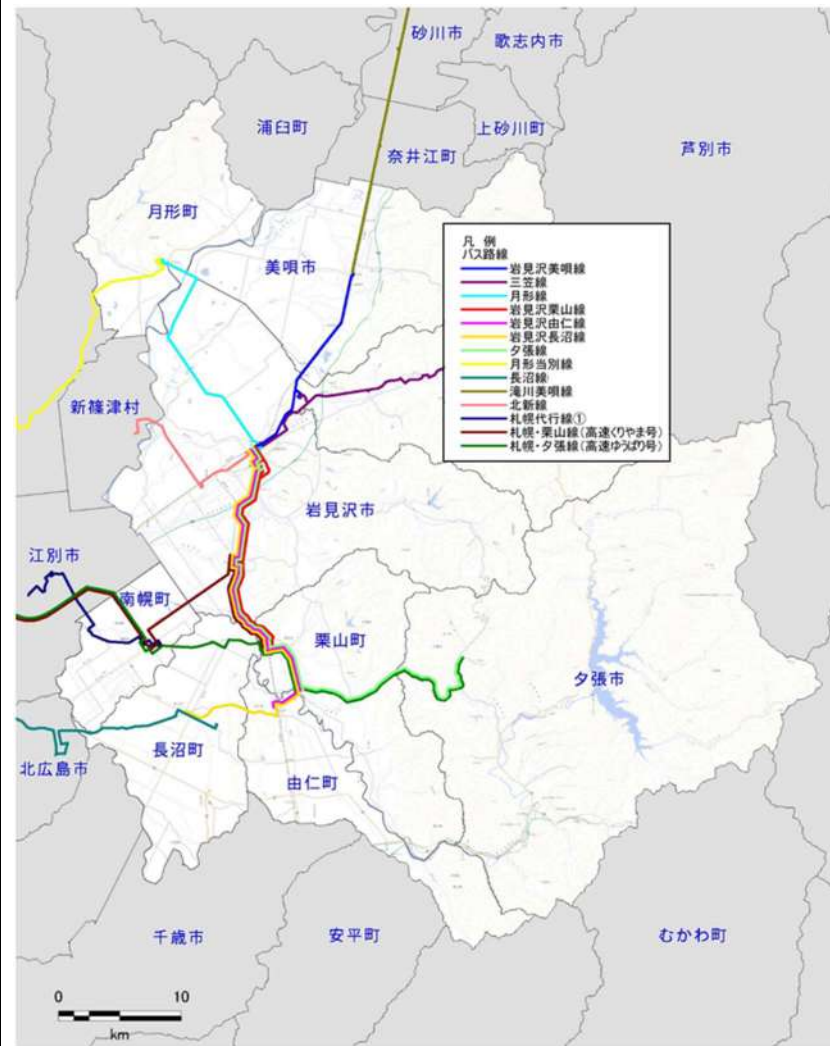 砂川市
歌志内市
浦臼町
上砂川町
奈井江町
芦別市
月形町
美唄市
凡 例
バス路線
岩見沢美唄線
三笠線
月形線
岩見沢栗山線
岩見沢由仁線
岩見沢長沼線
夕張線
月形当別線
長沼線
滝川美唄線
北新線
札幌代行線①
札幌・栗山線(高速くりやま号)
札幌・夕張線(高速ゆうばり号)
新篠津村
岩見沢市
江別市
南幌町
栗山町
夕張市
長沼町
北広島市
由仁町
千歳市
安平町
むかわ町
0 10
km